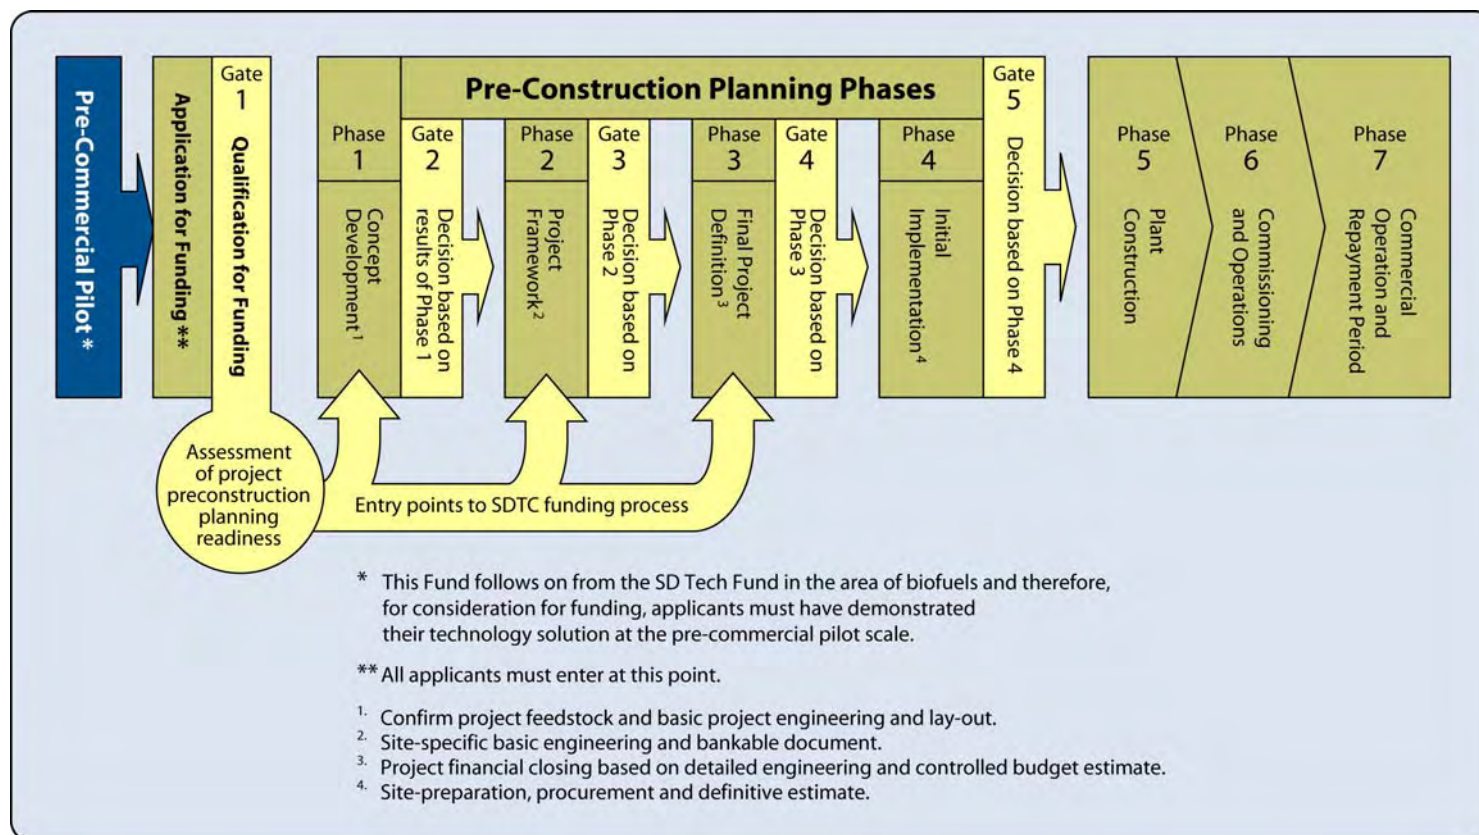 Pre-Commercial Pilot *
Application for Funding **
Gate
1
Qualification for Funding
Pre-Construction Planning Phases
Phase
1
Concept
Development1
Gate
2
Decision based on
results of Phase 1
Phase
2
Project
Framework2
Gate
3
Decision based on
Phase 2
Phase
3
Final Project
Definition3
Gate
4
Decision based on
Phase 3
Phase
4
Initial
Implementation4
Gate
5
Decision based on Phase 4
Phase
5
Plant
Construction
Phase
6
Commissioning
and Operations
Phase
7
Commercial
Operation and
Repayment Period
Assessment
of project
preconstruction
planning
readiness
Entry points to SDTC funding process
* This Fund follows on from the SD Tech Fund in the area of biofuels and therefore,
for consideration for funding, applicants must have demonstrated
their technology solution at the pre-commercial pilot scale.
** All applicants must enter at this point.
1. Confirm project feedstock and basic project engineering and lay-out.
2. Site-specific basic engineering and bankable document.
3. Project financial closing based on detailed engineering and controlled budget estimate.
4. Site-preparation, procurement and definitive estimate.